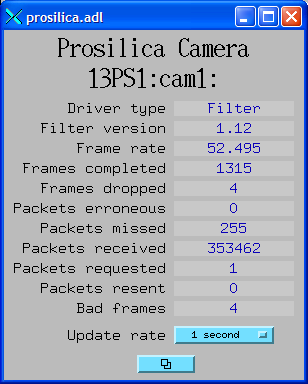 prosilica.adl
Prosilica Camera
13PS1:cam1:
Driver type Filter
Filter version 1.12
Frame rate 52.495
Frames completed 1315
Frames dropped 4
Packets erroneous 0
Packets missed 255
Packets received 353462
Packets requested 1
Packets resent 0
Bad frames 4
Update rate 1 second